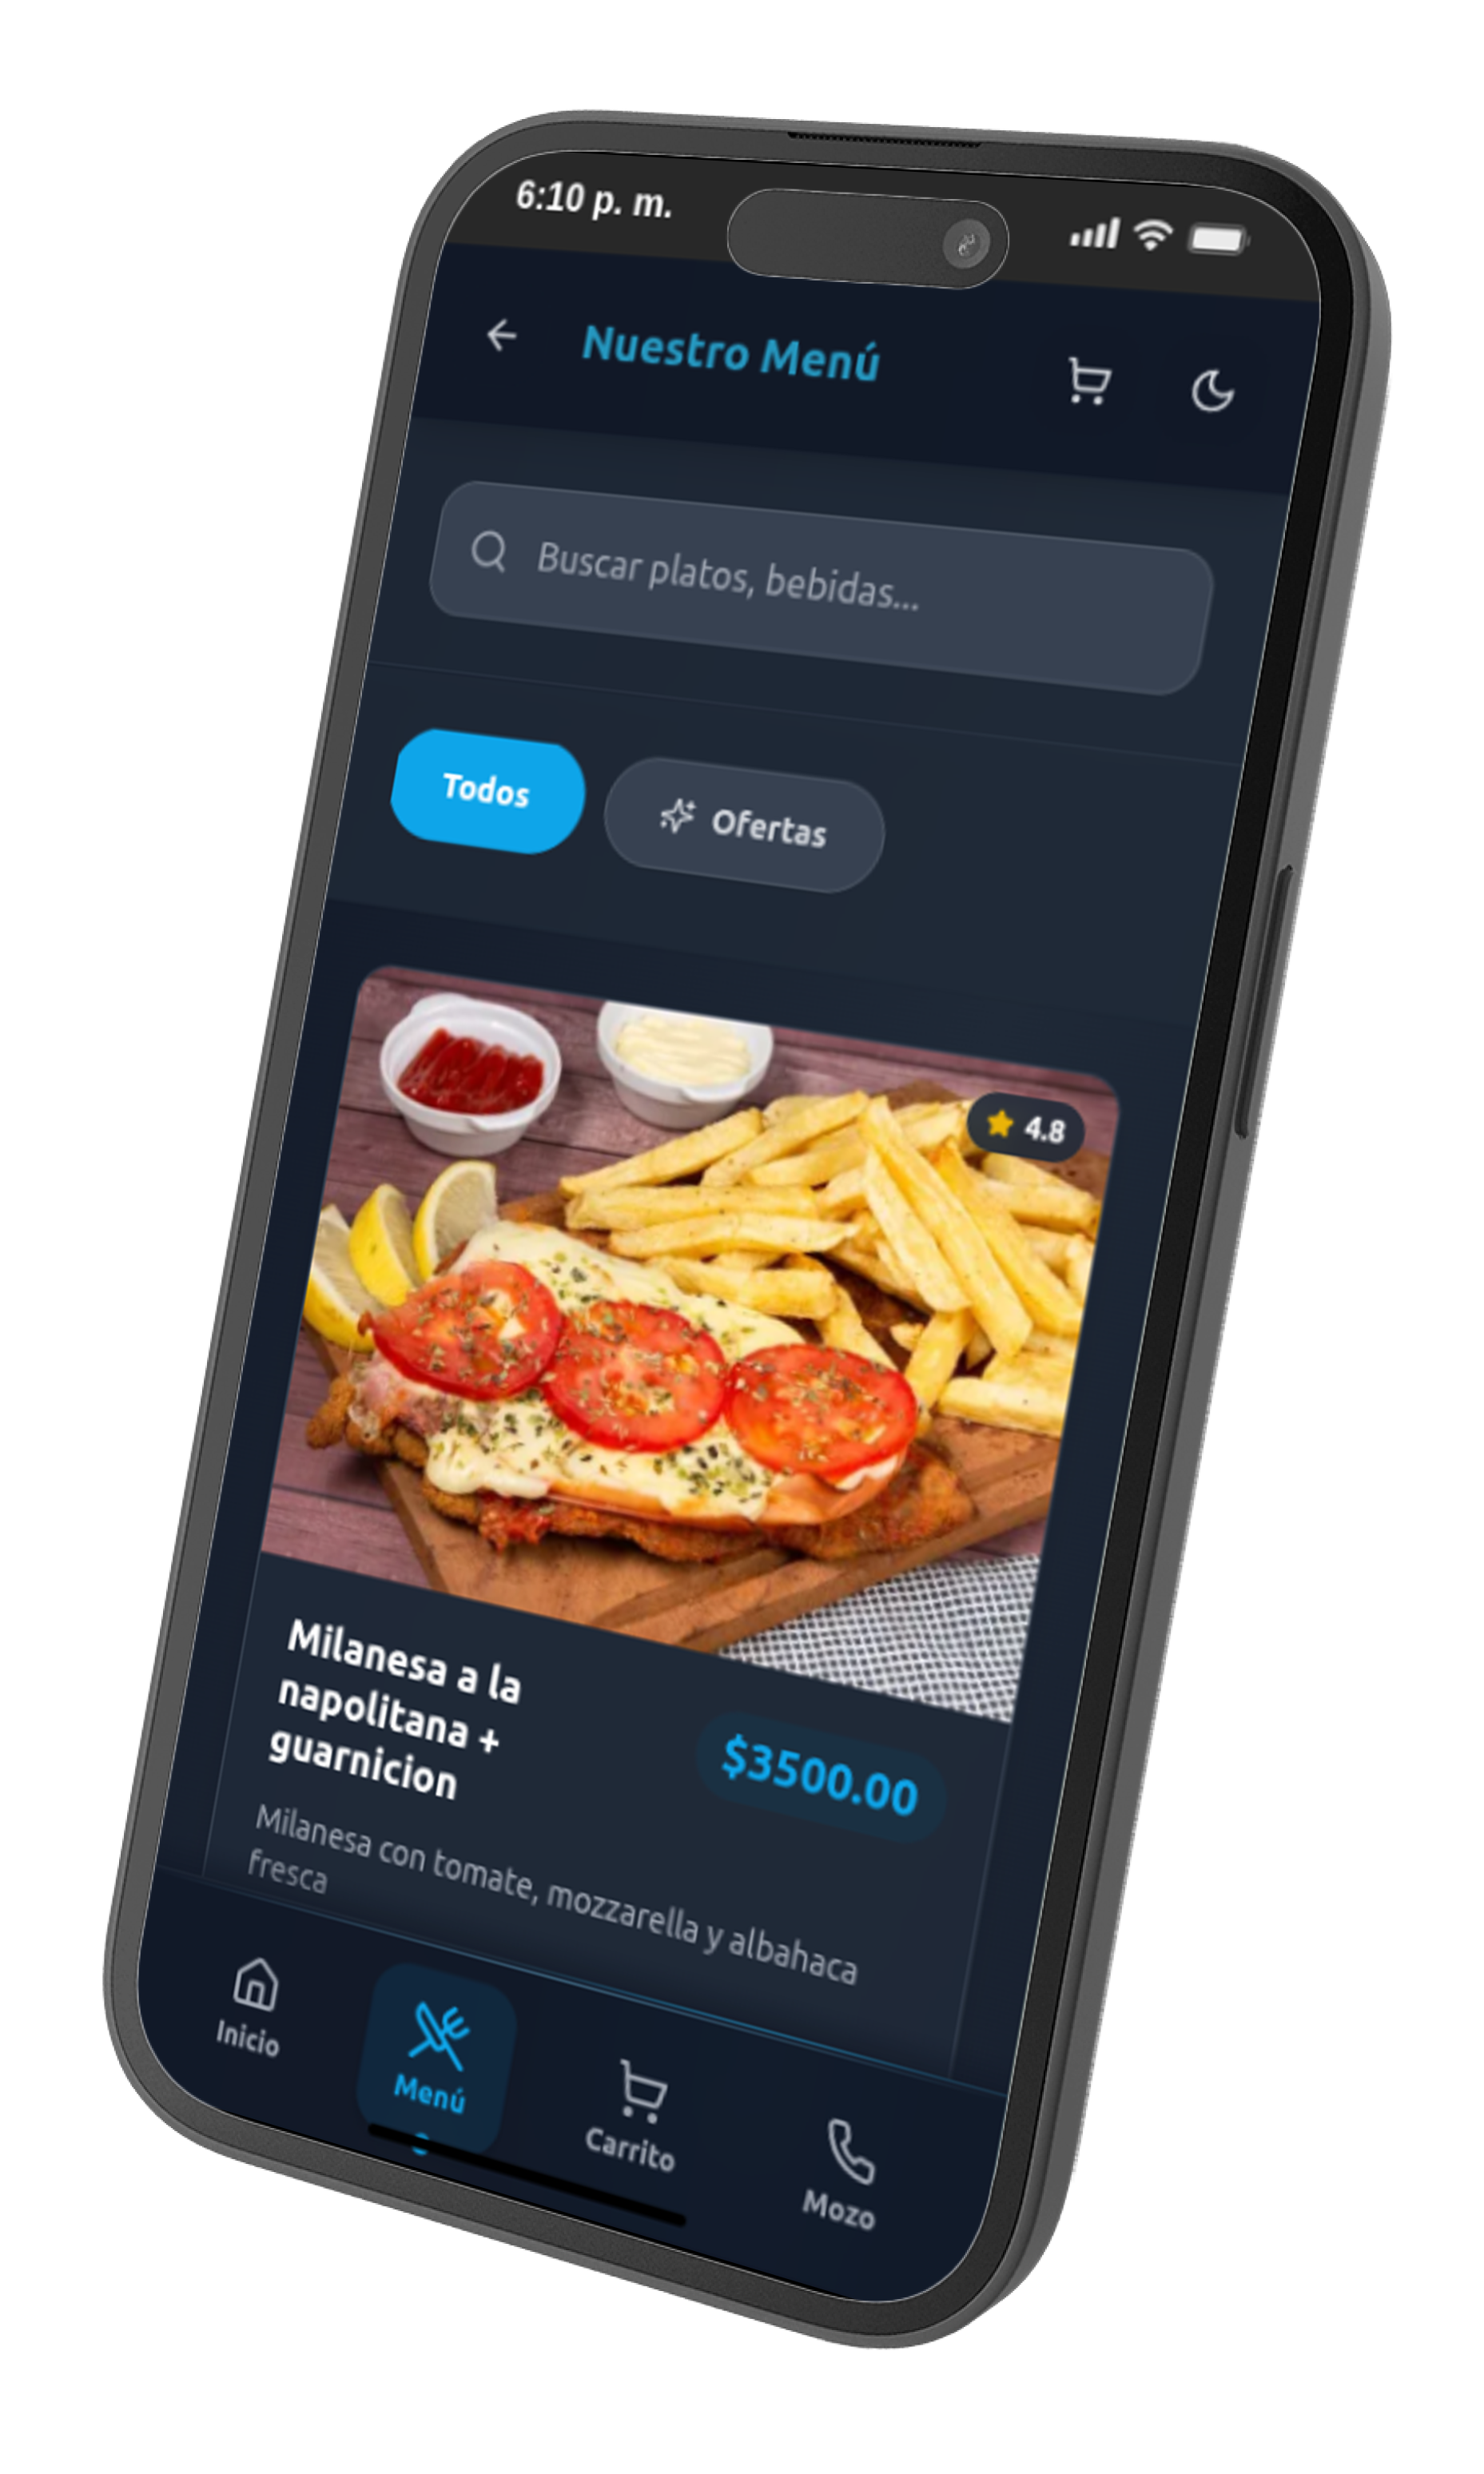 6:10 p. m.
Nuestro Menú
Buscar platos, bebidas...
Todos
Ofertas
4.8
Milanesa a la
napolitana +
guarnicion
$3500.00
Milanesa con tomate, mozzarella y albahaca
fresca
Inicio
Menú
Carrito
Mozo